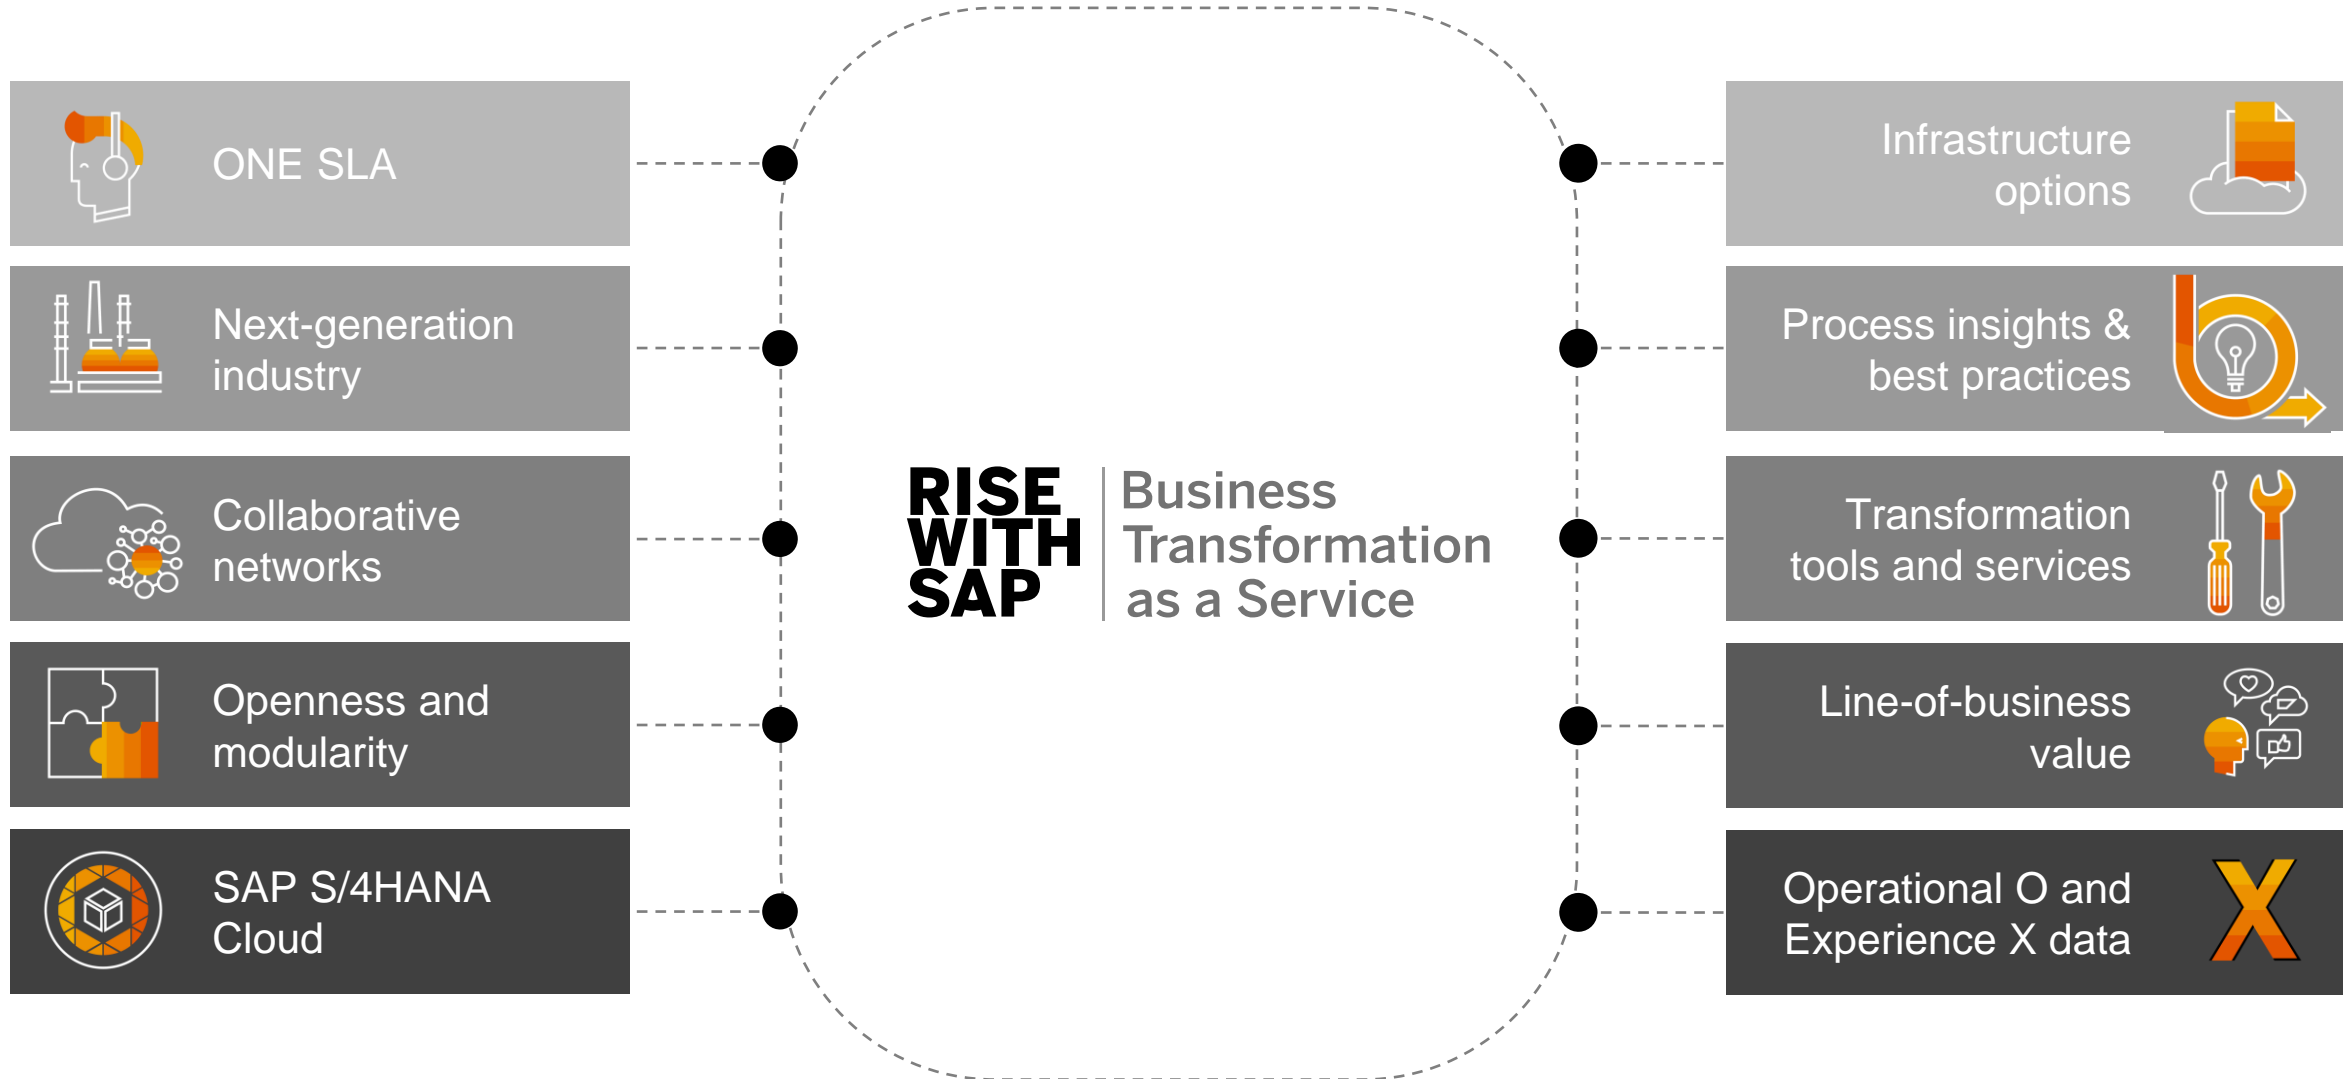 ONE SLA
Next-generation
industry
Collaborative
networks
Openness and
modularity
SAP S/4HANA
Cloud
RISE
WITH
SAP
Business
Transformation
as a Service
Infrastructure
options
Process insights &
best practices
Transformation
tools and services
Line-of-business
value
Operational O and
Experience X data
X